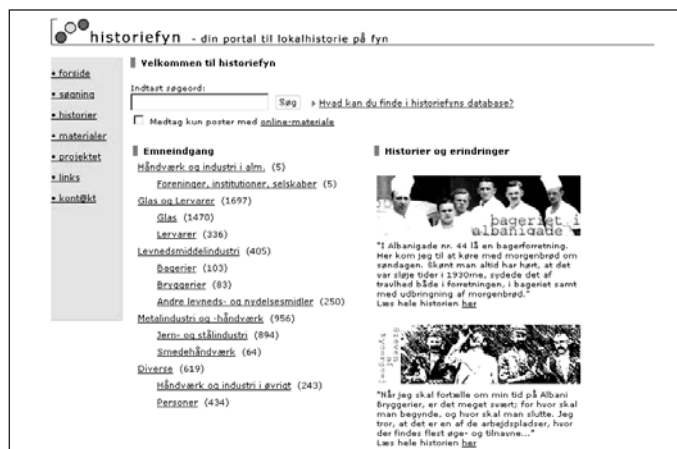 historiefyn - din portal til lokalhistorie på fyn
• forside
• søgning
• historier
• materialer
• projektet
• links
• kont@kt
Velkommen til historiefyn
Indtast søgeord:
Søg
Hvad kan du finde i historiefyns database?
Medtag kun poster med online-materiale
Emneindgang
Håndværk og industri i alm. (5)
Foreninger, institutioner, selskaber (5)
Glas og Lervarer (1697)
Glas (1470)
Lervarer (336)
Levnedsmiddelindustri (405)
Bagerier (103)
Bryggerier (83)
Andre levneds- og nydelsesmidler (250)
Metalindustri og -håndværk (956)
Jern- og stålindustri (894)
Smedehåndværk (64)
Diverse (619)
Håndværk og industri i øvrigt (243)
Personer (434)
Historier og erindringer
bageriet i
albanigade
"I Albanigade nr. 44 lå en bagerforretning.
Her kom jeg til at køre med morgenbrød om
søndagen. Skønt man altid har hørt, at det
var sløje tider i 1930rne, sydede det af
travlhed både i forretningen, i bageriet samt
med udbringning af morgenbrød."
Læs hele historien her
"Når jeg skal fortælle om min tid på Albani
Bryggerier, er det meget svært; for hvor skal
man begynde, og hvor skal man slutte. Jeg
tror, at det er en af de arbejdspladser, hvor
der findes flest øge- og tilnavne..."
Læs hele historien her